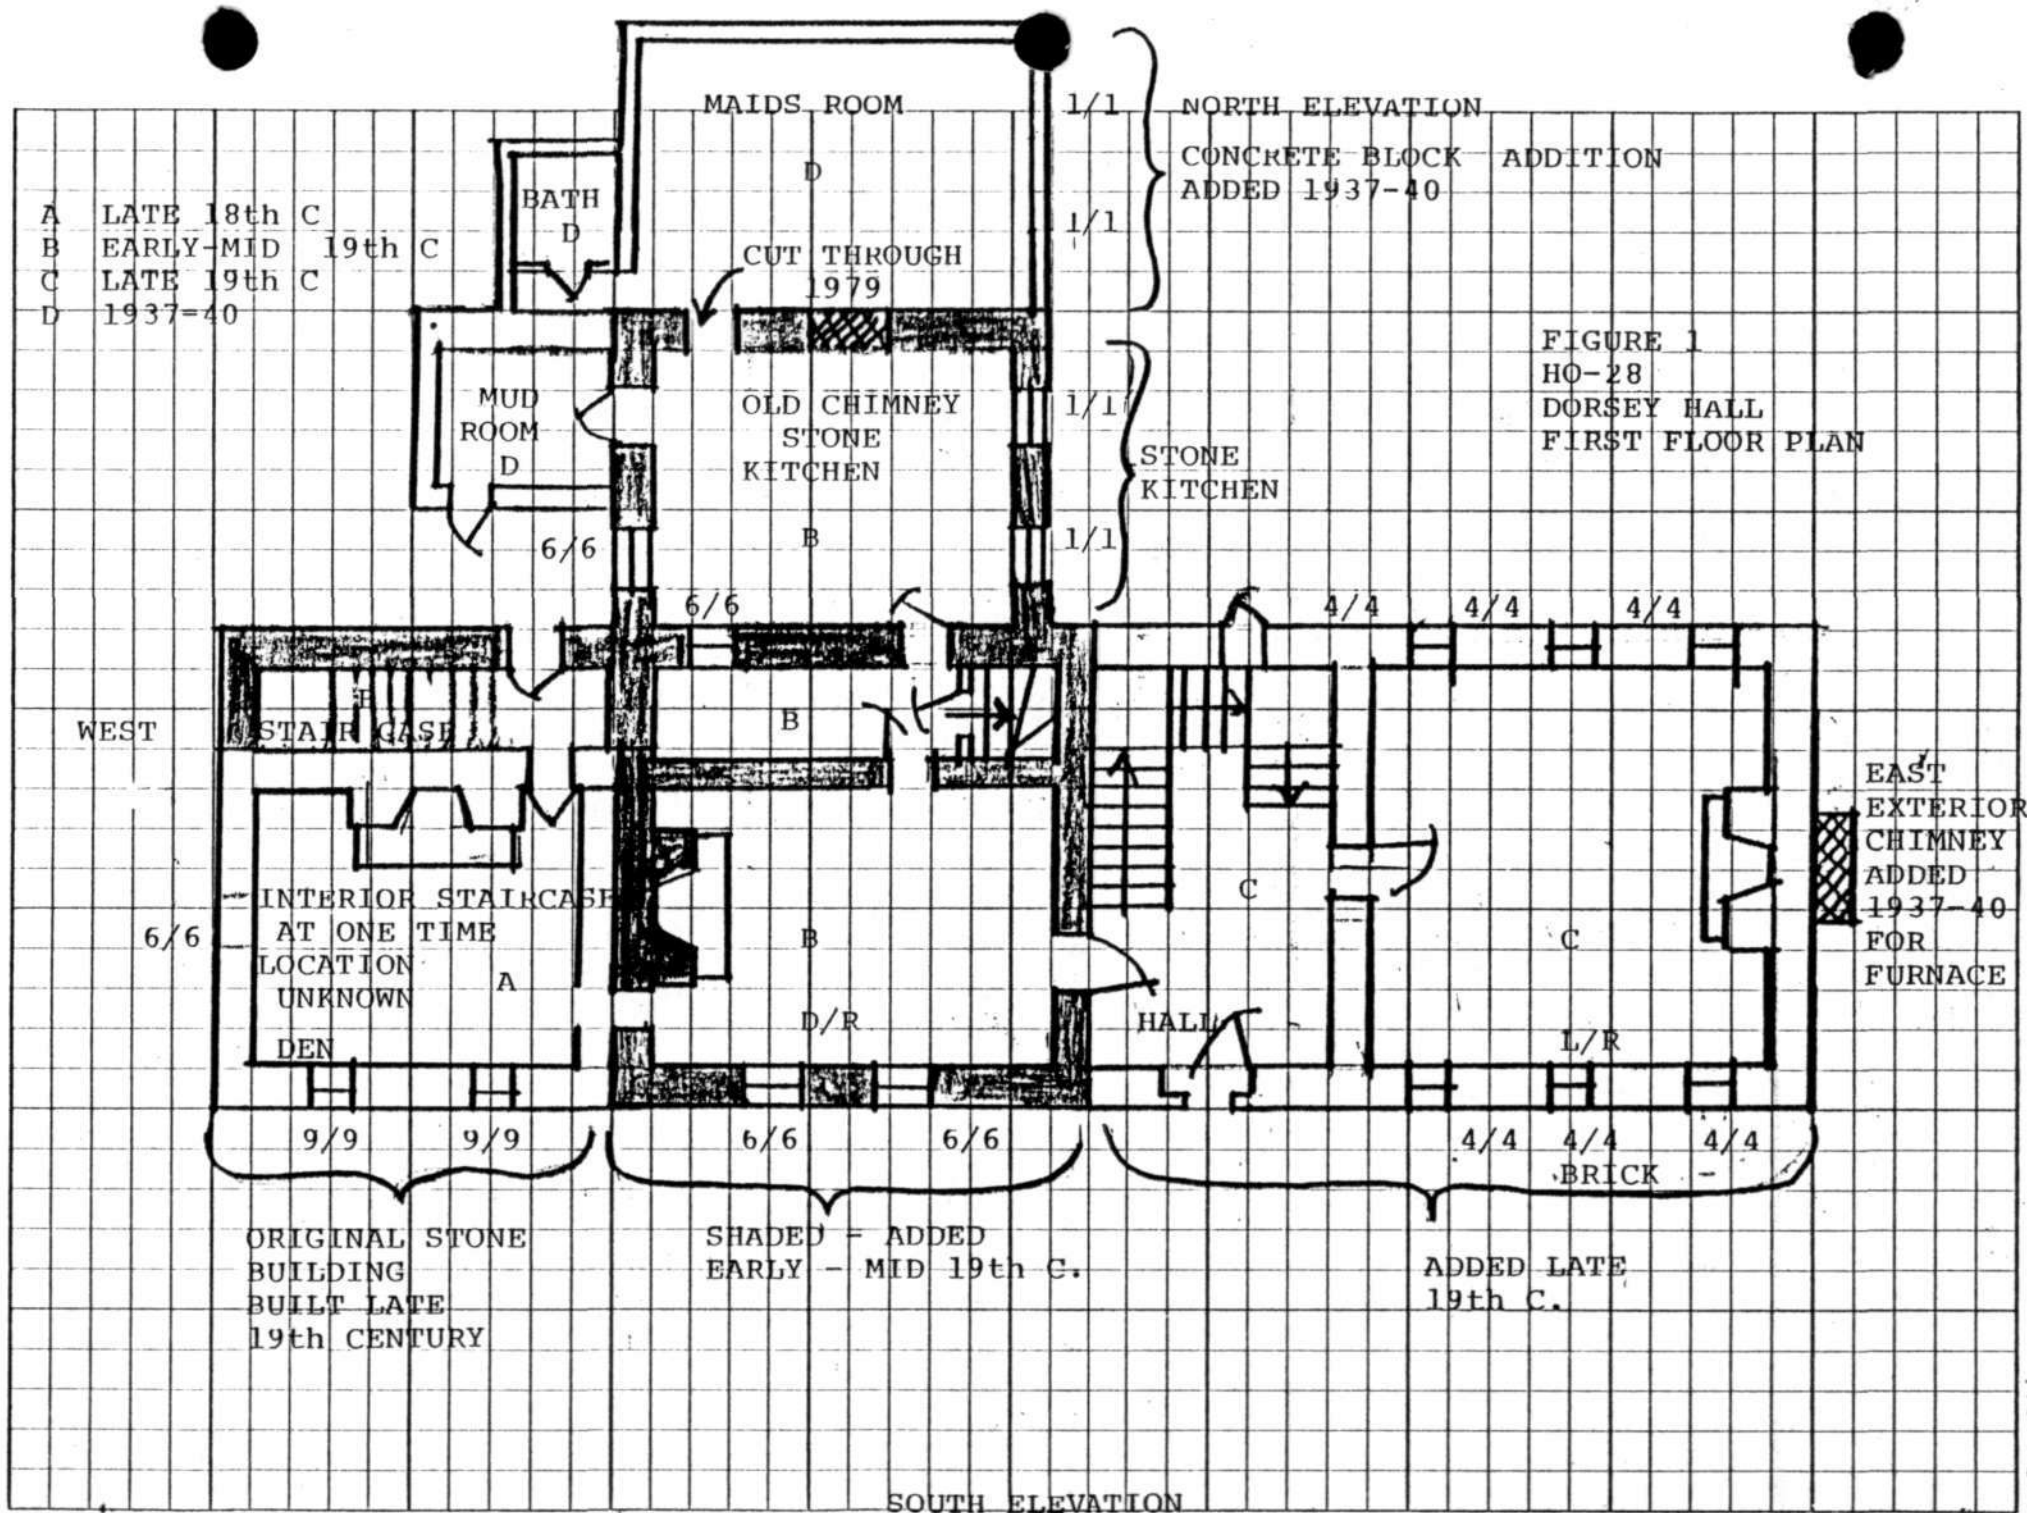 MAIDS ROOM
1/1
NORTH ELEVATION
CONCRETE BLOCK ADDITION
ADDED 1937-40
D
1/1
BATH
D
A LATE 18th C
B EARLY-MID 19th C
C LATE 19th C
D 1937=40
CUT THROUGH
1979
FIGURE 1
HO-28
DORSEY HALL
FIRST FLOOR PLAN
MUD
ROOM
D
OLD CHIMNEY
STONE
KITCHEN
1/1
STONE
KITCHEN
6/6
B
1/1
6/6
4/4
4/4
4/4
WEST
B
STAIR CASE
B
EAST
EXTERIOR
CHIMNEY
ADDED
1937-40
FOR
FURNACE
INTERIOR STAIRCASE
AT ONE TIME
LOCATION
UNKNOWN
6/6
A
DEN
B
D/R
C
HALL
C
L/R
9/9
9/9
6/6
6/6
4/4
4/4
4/4
BRICK -
ORIGINAL STONE
BUILDING
BUILT LATE
19th CENTURY
SHADED - ADDED
EARLY - MID 19th C.
ADDED LATE
19th C.
SOUTH ELEVATION